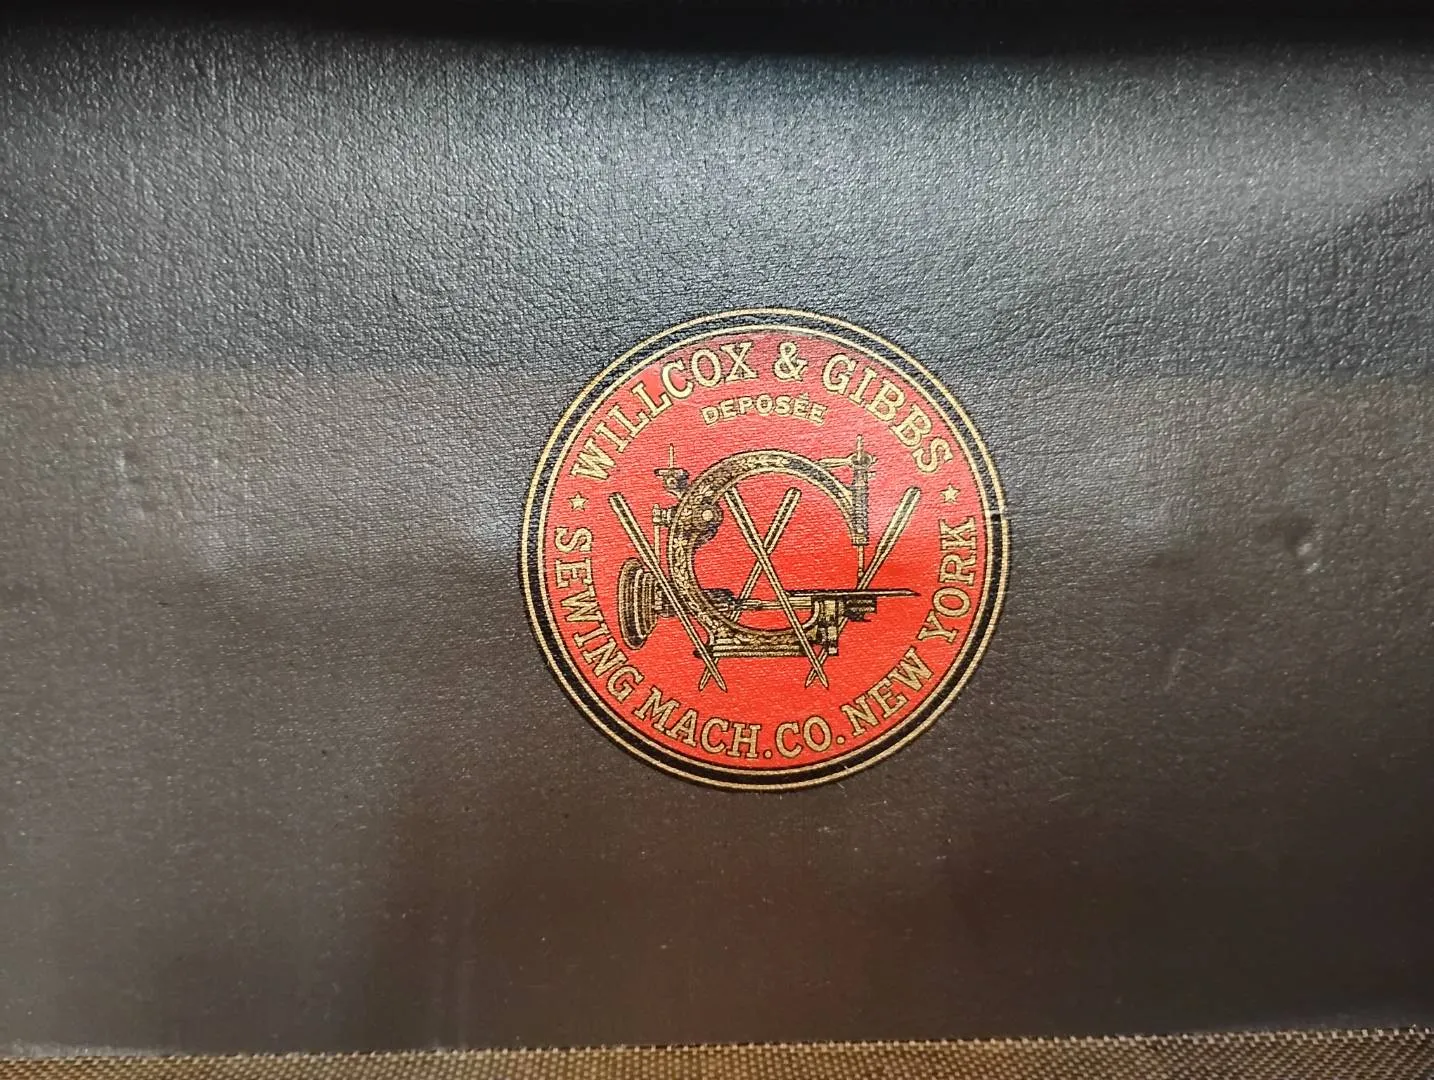 WILLCOX & GIBBS
DEPOSÉE
SEWING MACH. CO. NEW YORK